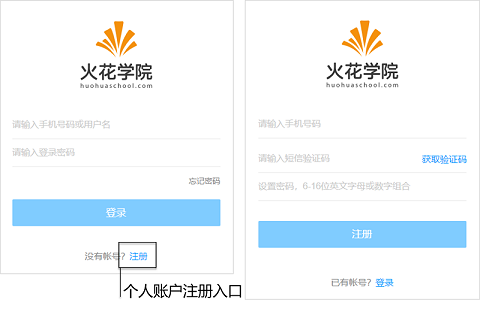 火花学院
huohuaschool.com
请输入手机号码或用户名
请输入登录密码
忘记密码
登录
没有帐号？注册
个人账户注册入口
火花学院
huohuaschool.com
请输入手机号码
请输入短信验证码 获取验证码
设置密码，6-16位英文字母或数字组合
注册
已有帐号？登录